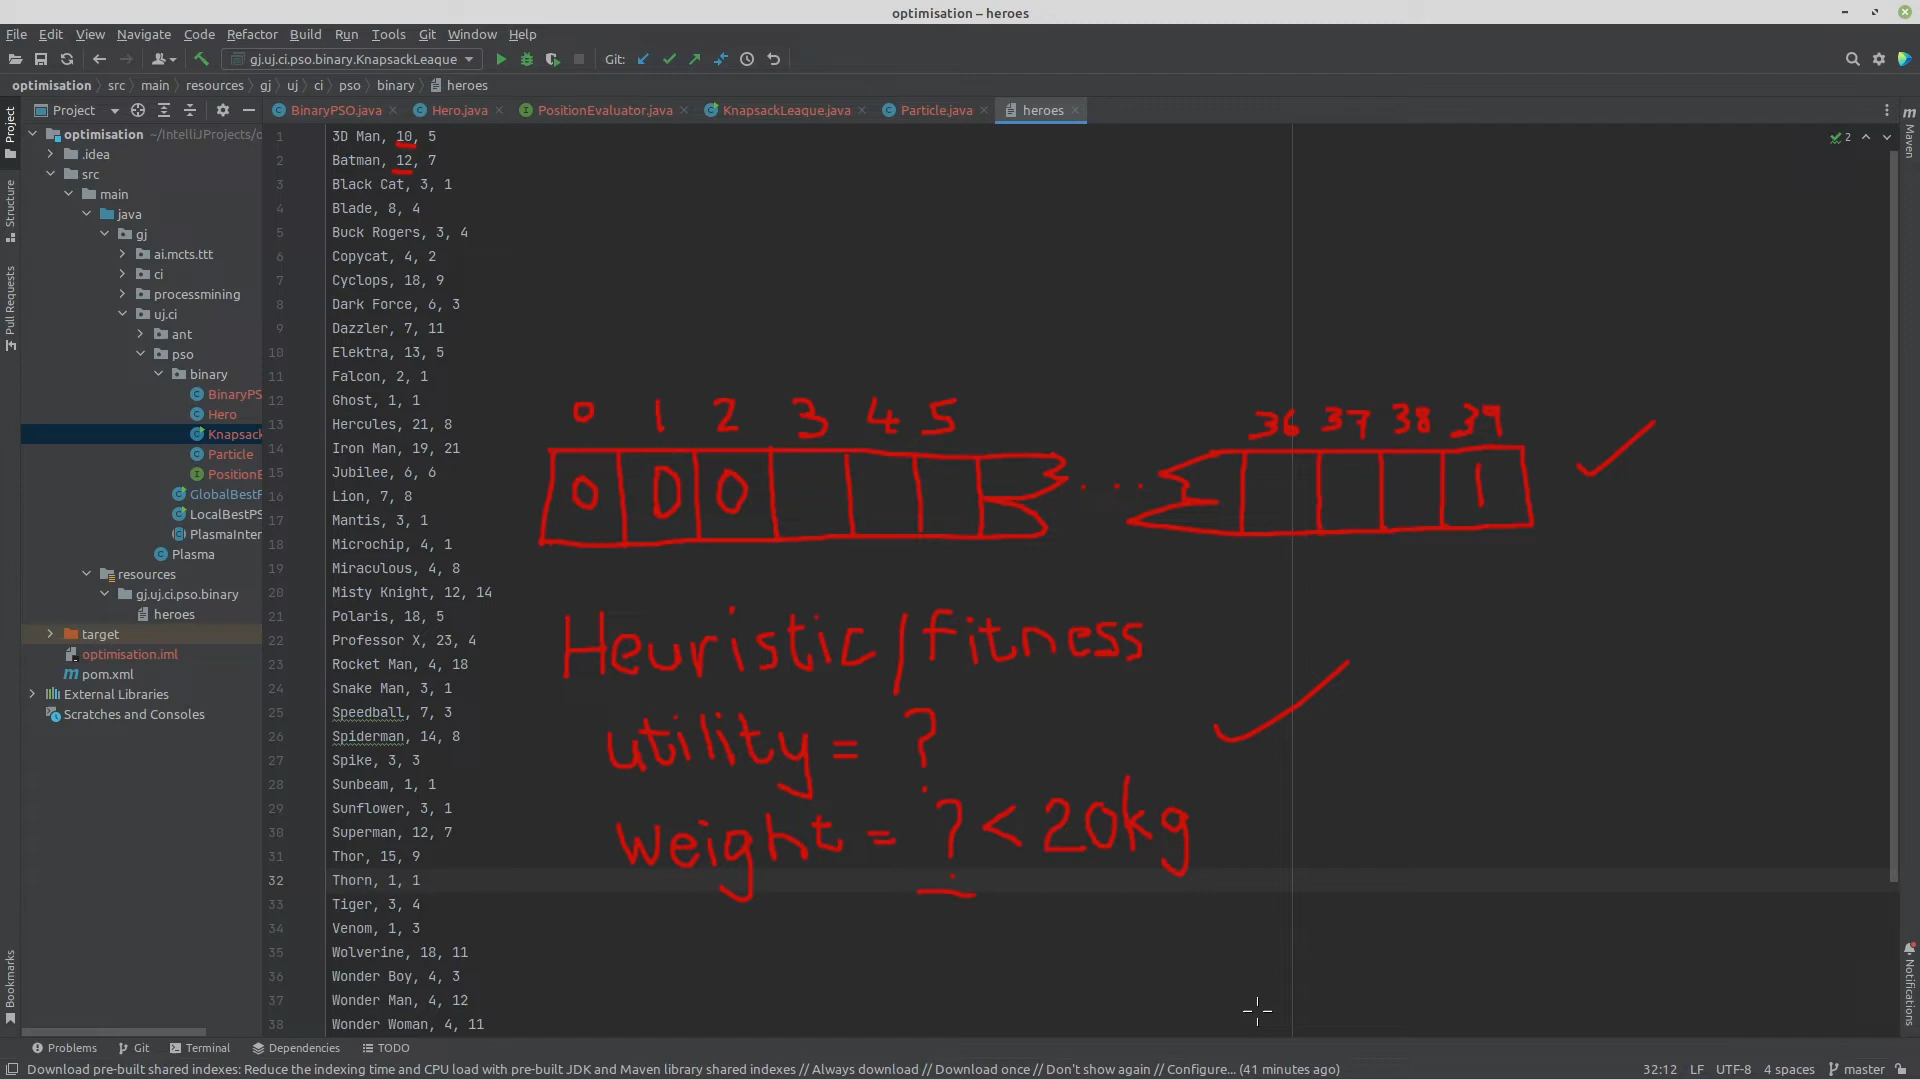 optimisation – heroes
File Edit View Navigate Code Refactor Build Run Tools Git Window Help
gj.uj.ci.pso.binary.KnapsackLeaque Git:
optimisation src main resources gj uj ci pso binary heroes
Project BinaryPSO.java Hero.java PositionEvaluator.java KnapsackLeaque.java Particle.java heroes
Project
Structure
Pull Requests
Bookmarks
optimisation ~/IntelliJProjects/o
.idea
src
main
java
gj
ai.mcts.ttt
ci
processmining
uj.ci
ant
pso
binary
BinaryPS
Hero
Knapsack
Particle
PositionE
GlobalBestP
LocalBestPS
PlasmaInter
Plasma
resources
gj.uj.ci.pso.binary
heroes
target
optimisation.iml
pom.xml
External Libraries
Scratches and Consoles
1 3D Man, 10, 5
2 Batman, 12, 7
3 Black Cat, 3, 1
4 Blade, 8, 4
5 Buck Rogers, 3, 4
6 Copycat, 4, 2
7 Cyclops, 18, 9
8 Dark Force, 6, 3
9 Dazzler, 7, 11
10 Elektra, 13, 5
11 Falcon, 2, 1
12 Ghost, 1, 1
13 Hercules, 21, 8
14 Iron Man, 19, 21
15 Jubilee, 6, 6
16 Lion, 7, 8
17 Mantis, 3, 1
18 Microchip, 4, 1
19 Miraculous, 4, 8
20 Misty Knight, 12, 14
21 Polaris, 18, 5
22 Professor X, 23, 4
23 Rocket Man, 4, 18
24 Snake Man, 3, 1
25 Speedball, 7, 3
26 Spiderman, 14, 8
27 Spike, 3, 3
28 Sunbeam, 1, 1
29 Sunflower, 3, 1
30 Superman, 12, 7
31 Thor, 15, 9
32 Thorn, 1, 1
33 Tiger, 3, 4
34 Venom, 1, 3
35 Wolverine, 18, 11
36 Wonder Boy, 4, 3
37 Wonder Man, 4, 12
38 Wonder Woman, 4, 11
0 1 2 3 4 5 36 37 38 39
0 0 0 ... 1
Heuristic/fitness
utility = ?
weight = ? < 20kg
2
Maven
Notifications
Problems Git Terminal Dependencies TODO
Download pre-built shared indexes: Reduce the indexing time and CPU load with pre-built JDK and Maven library shared indexes // Always download // Download once // Don't show again // Configure... (41 minutes ago) 32:12 LF UTF-8 4 spaces master